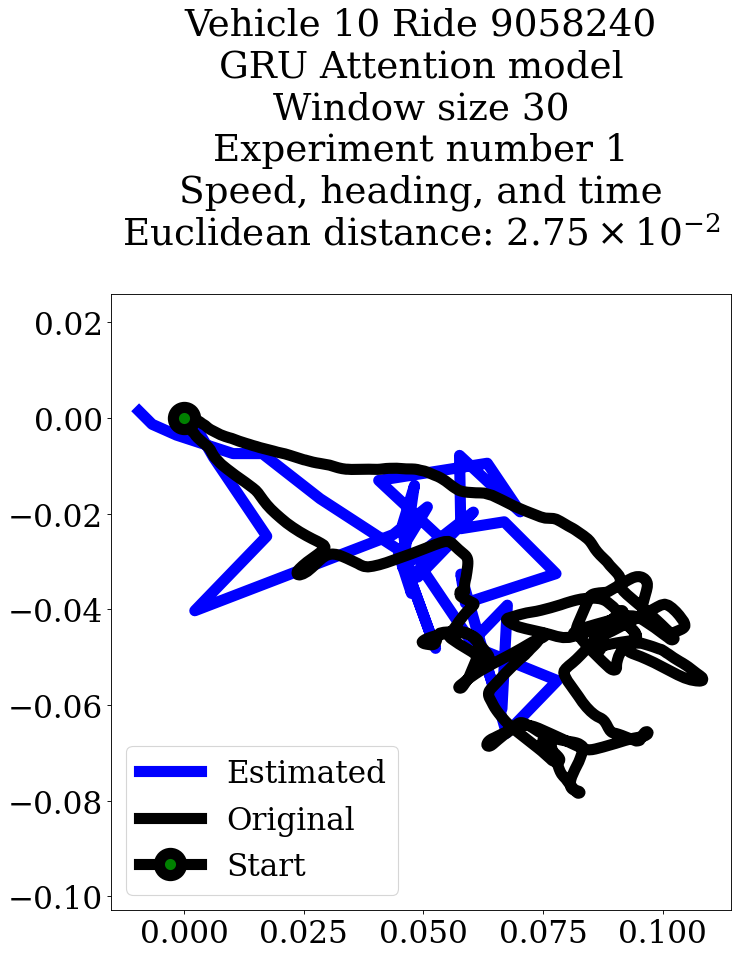 Vehicle 10 Ride 9058240
GRU Attention model
Window size 30
Experiment number 1
Speed, heading, and time
Euclidean distance: 2.75 × 10⁻²
0.02
0.00
−0.02
−0.04
−0.06
−0.08
−0.10
Estimated
Original
Start
0.000 0.025 0.050 0.075 0.100